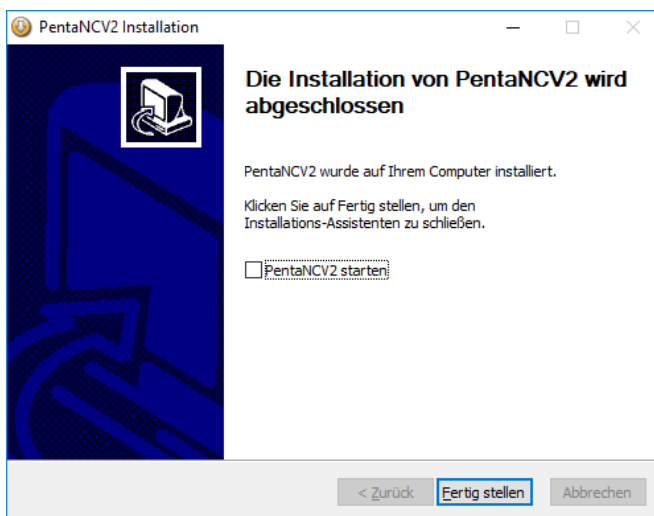 PentaNCV2 Installation
Die Installation von PentaNCV2 wird
abgeschlossen
PentaNCV2 wurde auf Ihrem Computer installiert.
Klicken Sie auf Fertig stellen, um den
Installations-Assistenten zu schließen.
PentaNCV2 starten
< Zurück Fertig stellen Abbrechen